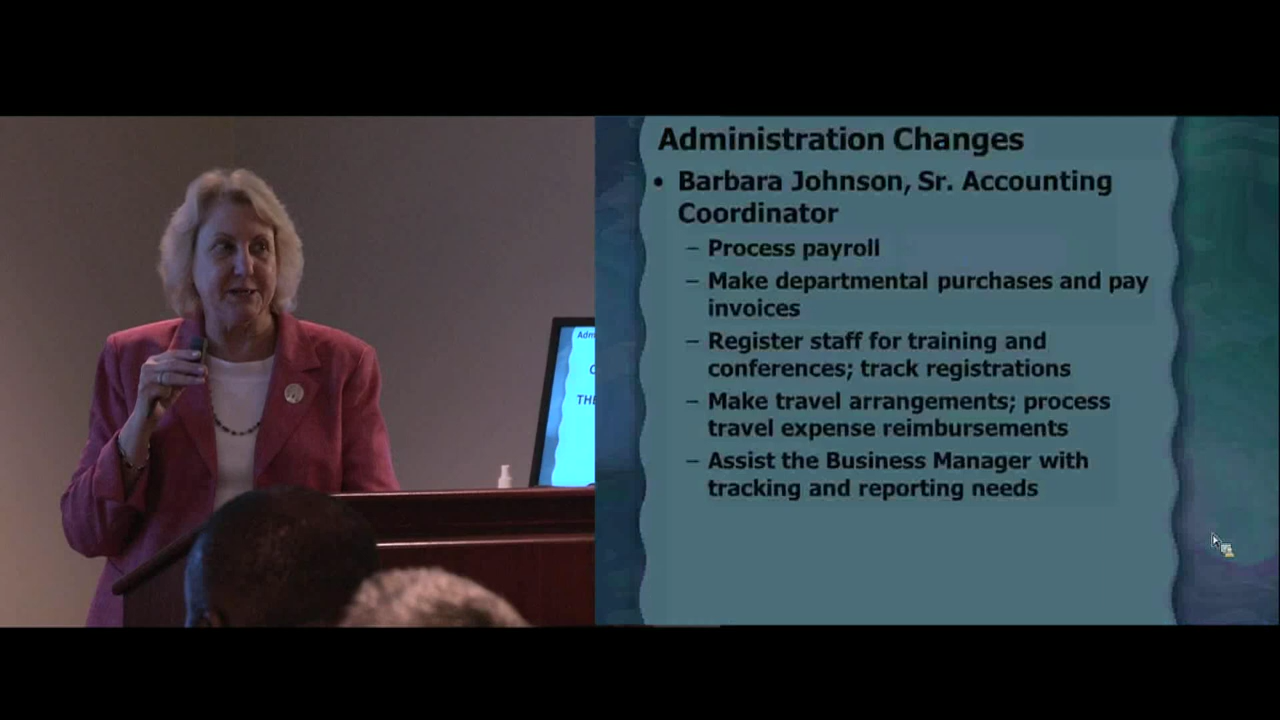 Administration Changes
• Barbara Johnson, Sr. Accounting
Coordinator
– Process payroll
– Make departmental purchases and pay
invoices
– Register staff for training and
conferences; track registrations
– Make travel arrangements; process
travel expense reimbursements
– Assist the Business Manager with
tracking and reporting needs